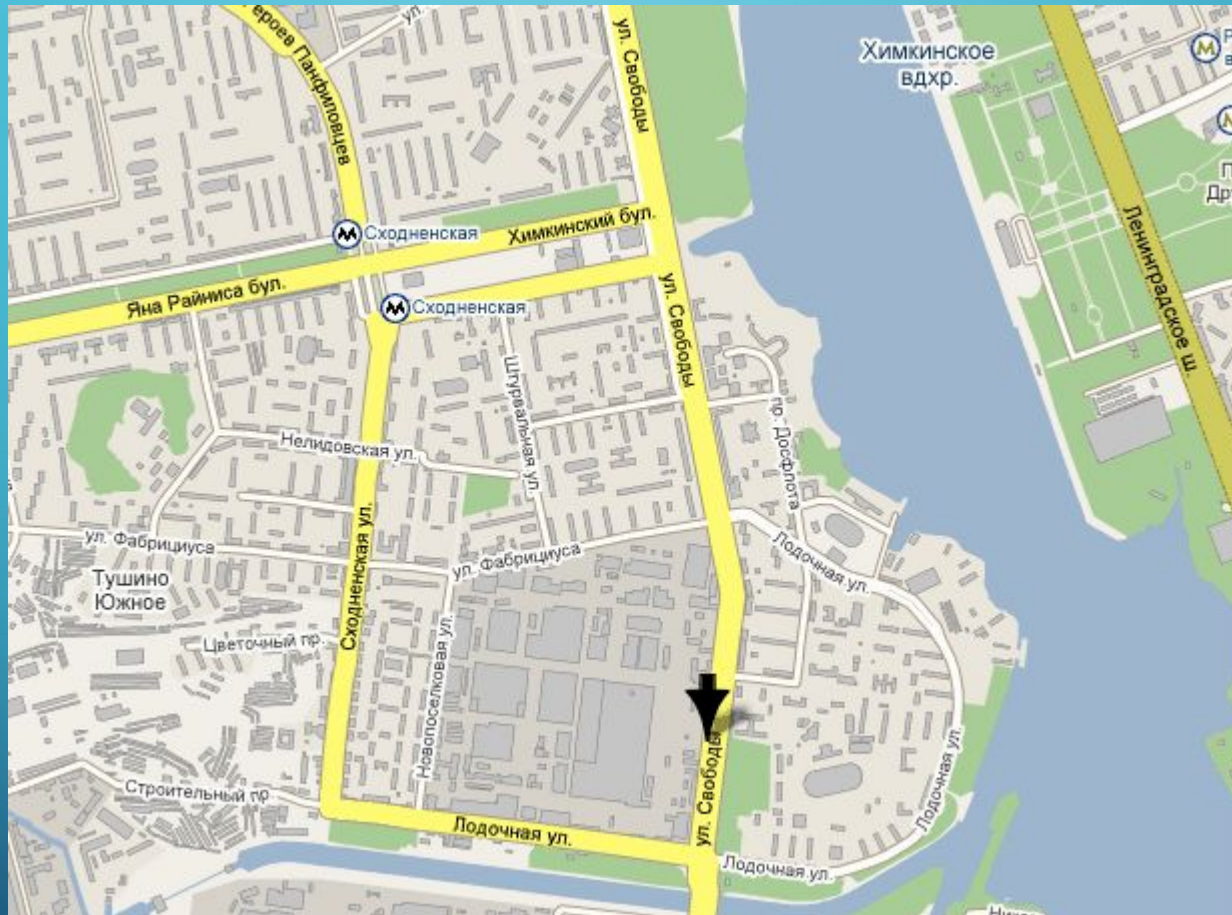 Героев Панфиловцев
ул.
ул. Свободы
Химкинское
вдхр.
Сходненская
Химкинский бул.
Яна Райниса бул.
Сходненская
ул. Свободы
Ленинградское ш.
Штурвальная ул.
Нелидовская ул.
пр. Досфлота
ул. Фабрициуса
ул. Фабрициуса
Лодочная ул.
Тушино
Южное
Сходненская ул.
Цветочный пр.
Новопоселковая ул.
ул. Свободы
Лодочная ул.
Строительный пр
Лодочная ул.
Лодочная ул.